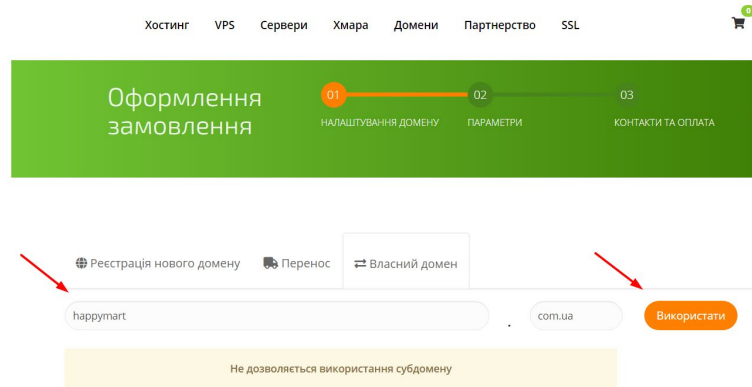 Хостинг VPS Сервери Хмара Домени Партнерство SSL 0
Оформлення
замовлення
01 02 03
НАЛАШТУВАННЯ ДОМЕНУ ПАРАМЕТРИ КОНТАКТИ ТА ОПЛАТА
Реєстрація нового домену Перенос Власний домен
happymart . com.ua Використати
Не дозволяється використання субдомену